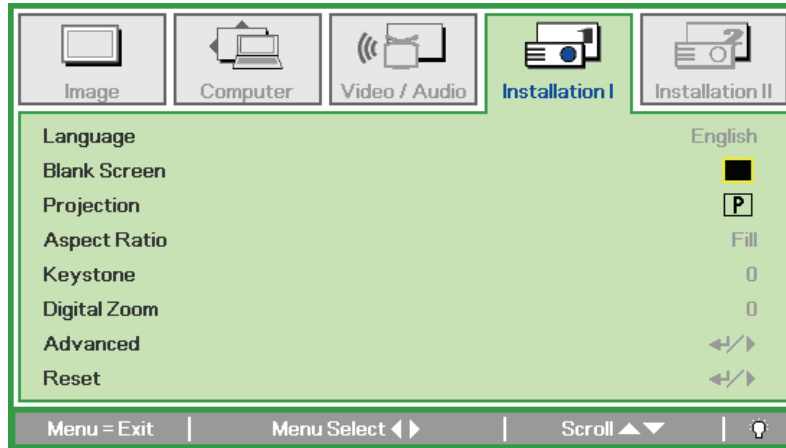 Image Computer Video / Audio Installation I Installation II
Language English
Blank Screen
Projection P
Aspect Ratio Fill
Keystone 0
Digital Zoom 0
Advanced
Reset
Menu = Exit Menu Select Scroll